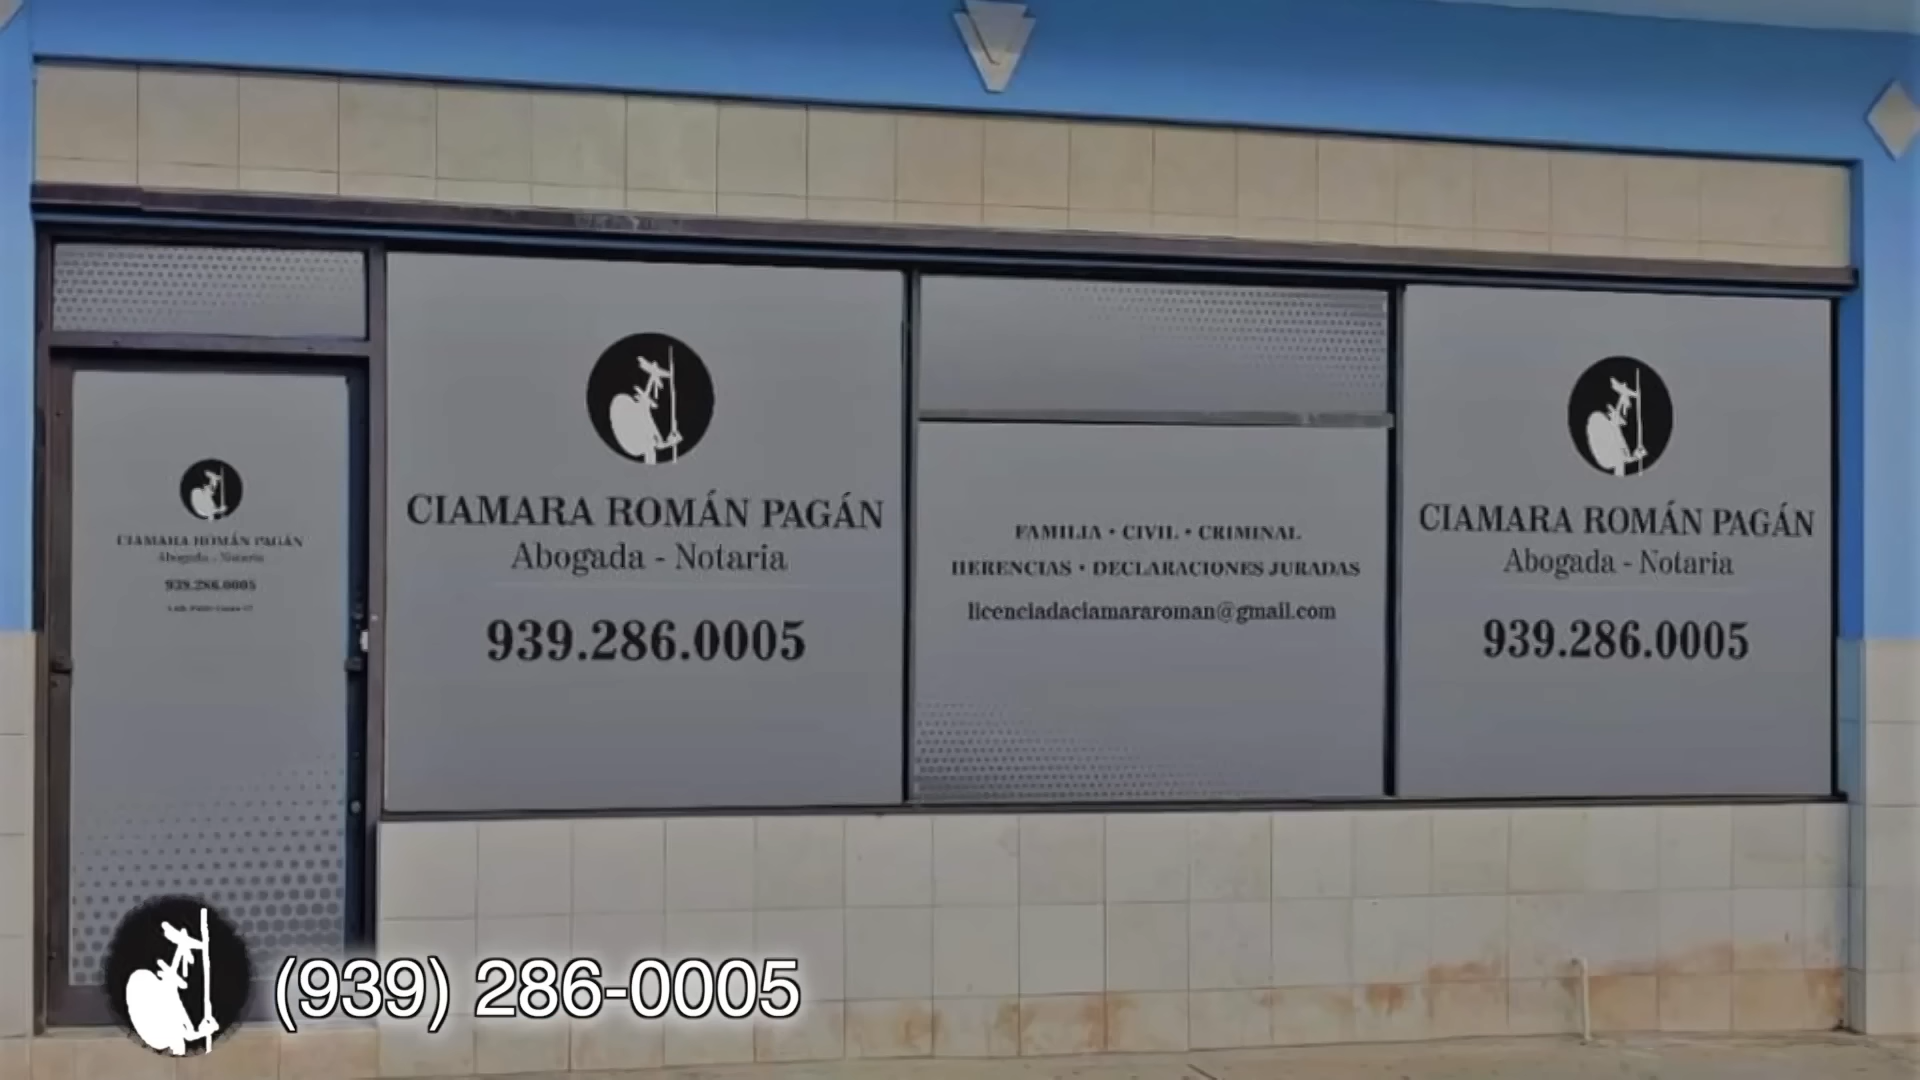 CIAMARA ROMÁN PAGÁN
Abogada - Notaria
939.286.0005
CIAMARA ROMÁN PAGÁN
Abogada - Notaria
939.286.0005
FAMILIA • CIVIL • CRIMINAL
HERENCIAS • DECLARACIONES JURADAS
licenciadaciamararoman@gmail.com
CIAMARA ROMÁN PAGÁN
Abogada - Notaria
939.286.0005
(939) 286-0005